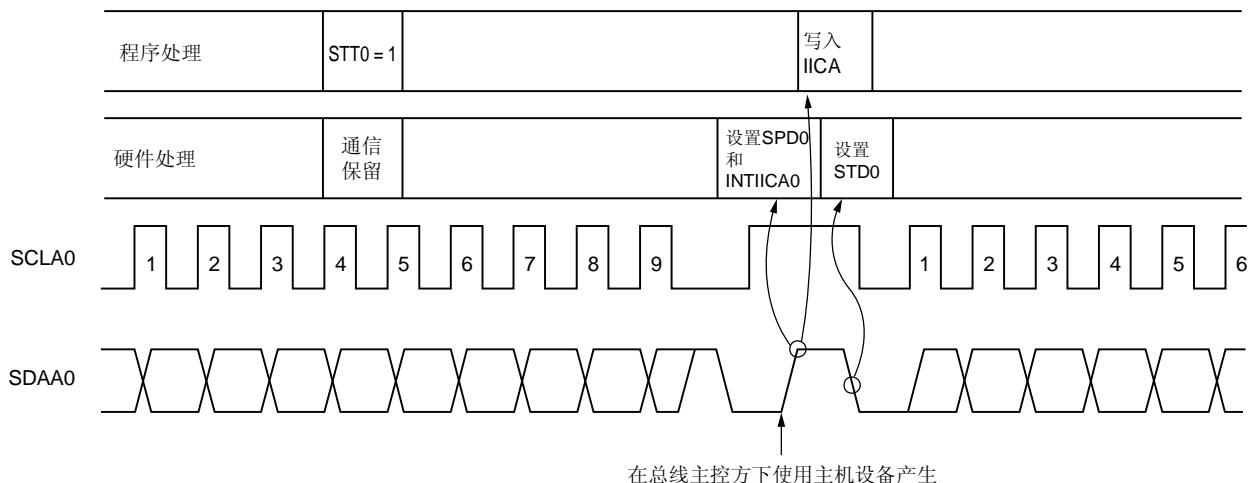 程序处理
STT0 = 1
写入
IICA
硬件处理
通信
保留
设置SPD0
和
INTIICA0
设置
STD0
SCLA0
1 2 3 4 5 6 7 8 9 1 2 3 4 5 6
SDAA0
在总线主控方下使用主机设备产生